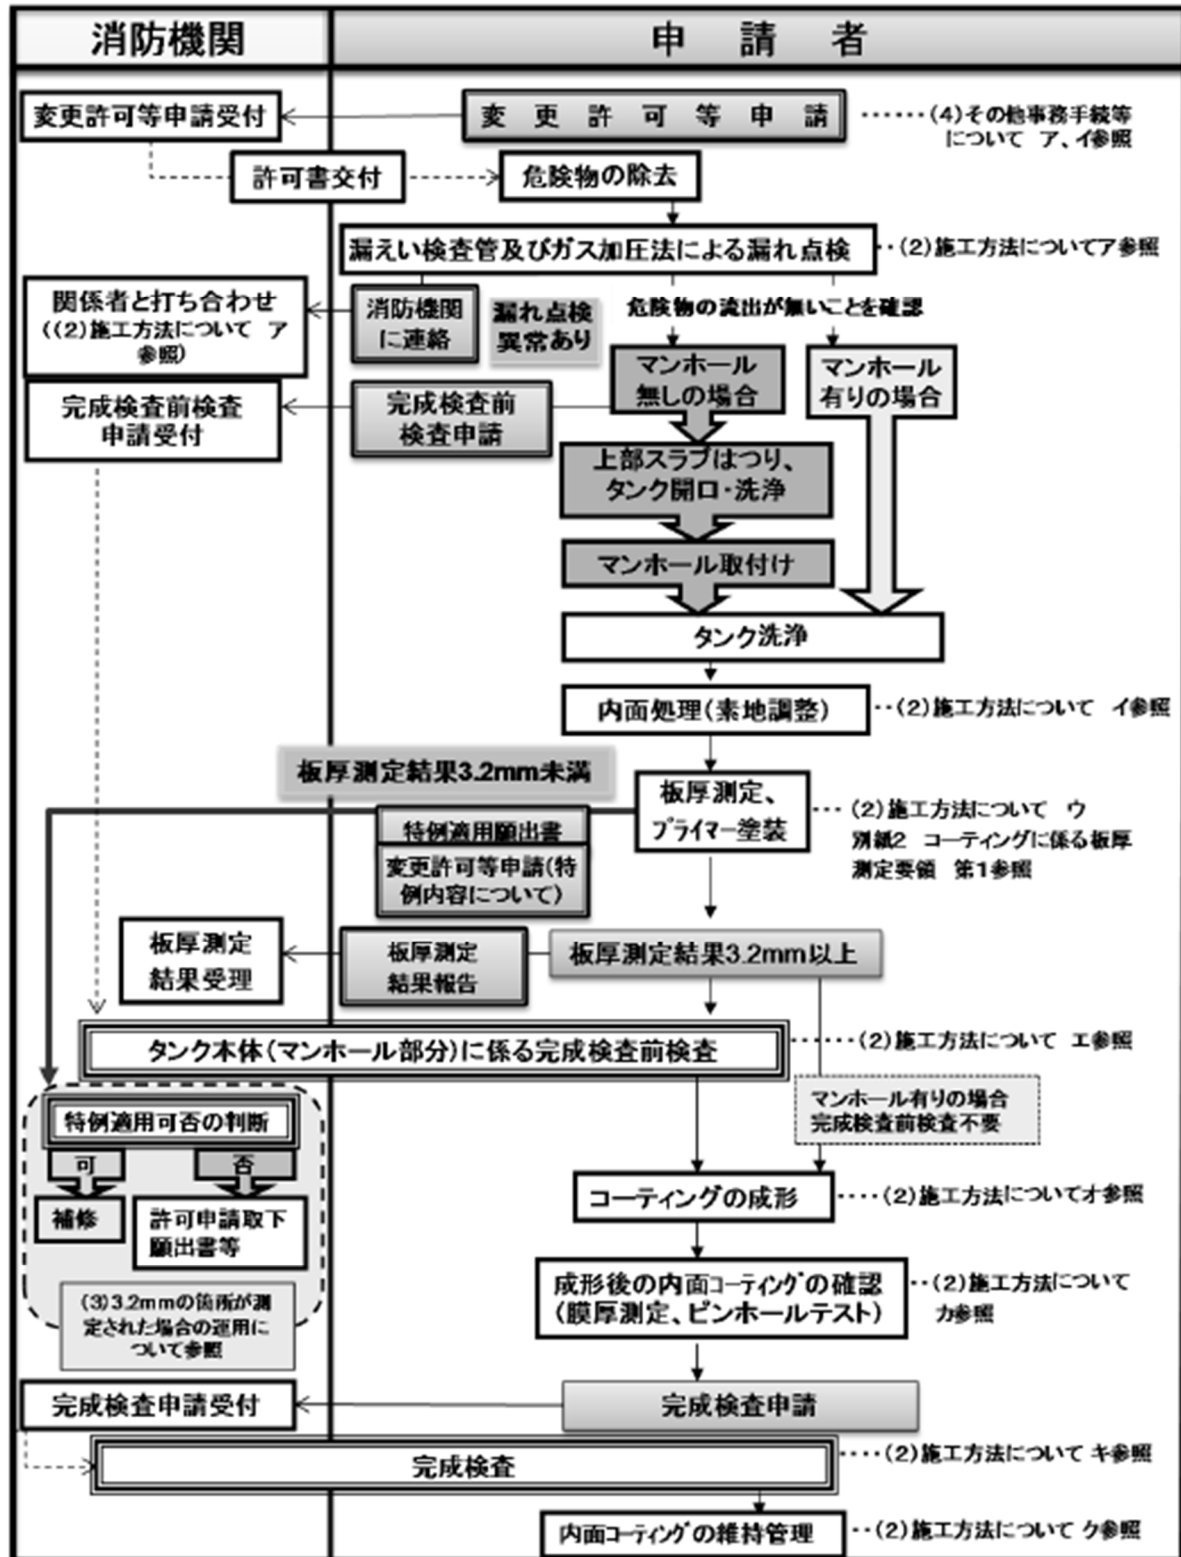 消防機関
申請者
変更許可等申請受付
変更許可等申請
‥‥‥(4)その他事務手続等
について ア、イ参照
許可書交付
危険物の除去
漏えい検査管及びガス加圧法による漏れ点検
‥(2)施工方法についてア参照
関係者と打ち合わせ
((2)施工方法について ア
参照)
消防機関
に連絡
漏れ点検
異常あり
危険物の流出が無いことを確認
マンホール
無しの場合
マンホール
有りの場合
完成検査前検査
申請受付
完成検査前
検査申請
上部スラブはつり、
タンク開口・洗浄
マンホール取付け
タンク洗浄
内面処理(素地調整)
‥(2)施工方法について イ参照
板厚測定結果3.2mm未満
板厚測定、
プライマー塗装
‥‥(2)施工方法について ウ
別紙2 コーティングに係る板厚
測定要領 第1参照
特例適用願出書
変更許可等申請(特
例内容について)
板厚測定
結果受理
板厚測定
結果報告
板厚測定結果3.2mm以上
タンク本体(マンホール部分)に係る完成検査前検査
‥‥‥(2)施工方法について エ参照
マンホール有りの場合
完成検査前検査不要
特例適用可否の判断
可
否
補修
許可申請取下
願出書等
コーティングの成形
‥‥(2)施工方法についてオ参照
成形後の内面コーティングの確認
(膜厚測定、ピンホールテスト)
‥(2)施工方法について
カ参照
(3)3.2mmの箇所が測
定された場合の運用に
ついて参照
完成検査申請受付
完成検査申請
完成検査
‥‥(2)施工方法について キ参照
内面コーティングの維持管理
‥(2)施工方法について ク参照